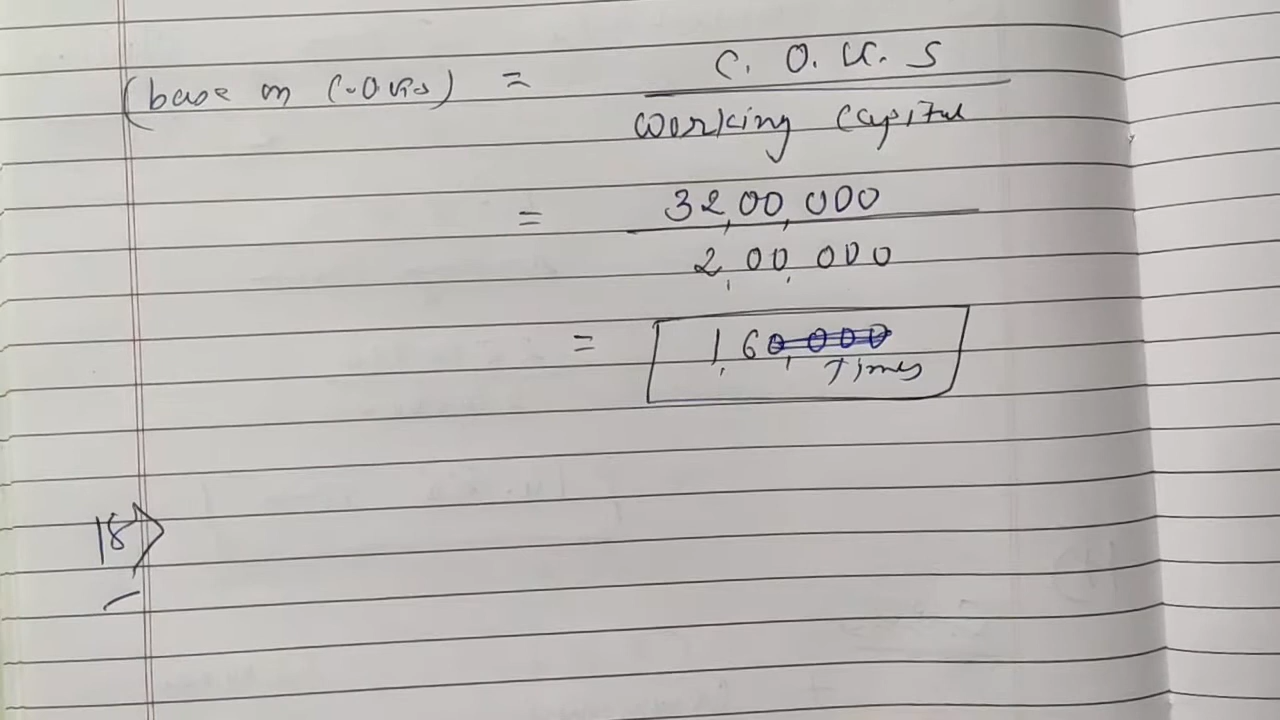 (base on C.O.G.S) = C. O. G. S
working capital
= 32,00,000
2,00,000
= 1,60,000 Times
18>